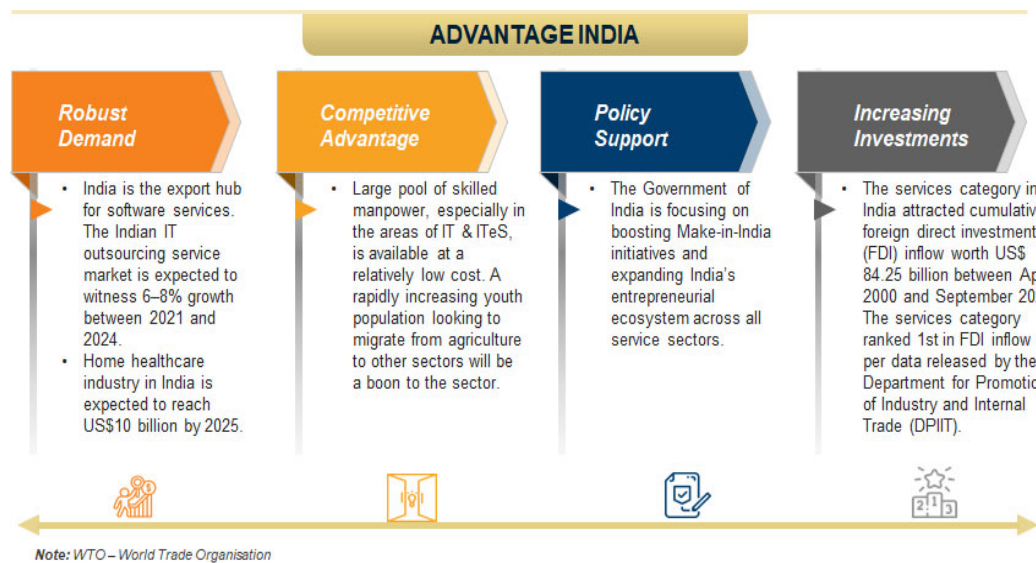 ADVANTAGE INDIA
Robust
Demand
• India is the export hub
for software services.
The Indian IT
outsourcing service
market is expected to
witness 6–8% growth
between 2021 and
2024.
• Home healthcare
industry in India is
expected to reach
US$10 billion by 2025.
Competitive
Advantage
• Large pool of skilled
manpower, especially in
the areas of IT & ITeS,
is available at a
relatively low cost. A
rapidly increasing youth
population looking to
migrate from agriculture
to other sectors will be
a boon to the sector.
Policy
Support
• The Government of
India is focusing on
boosting Make-in-India
initiatives and
expanding India's
entrepreneurial
ecosystem across all
service sectors.
Increasing
Investments
• The services category in
India attracted
foreign direct investment
(FDI) inflow worth US$
84.25 billion between
2000 and September
The services category
ranked 1st in FDI inflow
per data released by the
Department for
of Industry and Internal
Trade (DPIIT).
2 1 3
Note: WTO – World Trade Organisation